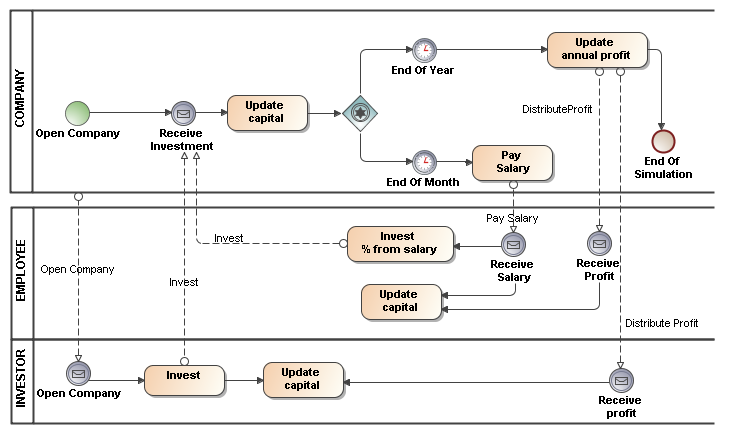 COMPANY
Open Company
Receive
Investment
Update
capital
End Of Year
Update
annual profit
DistributeProfit
End Of
Simulation
End Of Month
Pay
Salary
EMPLOYEE
Open Company
Invest
Invest
Invest
% from salary
Pay Salary
Receive
Salary
Receive
Profit
Update
capital
Distribute Profit
INVESTOR
Open Company
Invest
Update
capital
Receive
profit